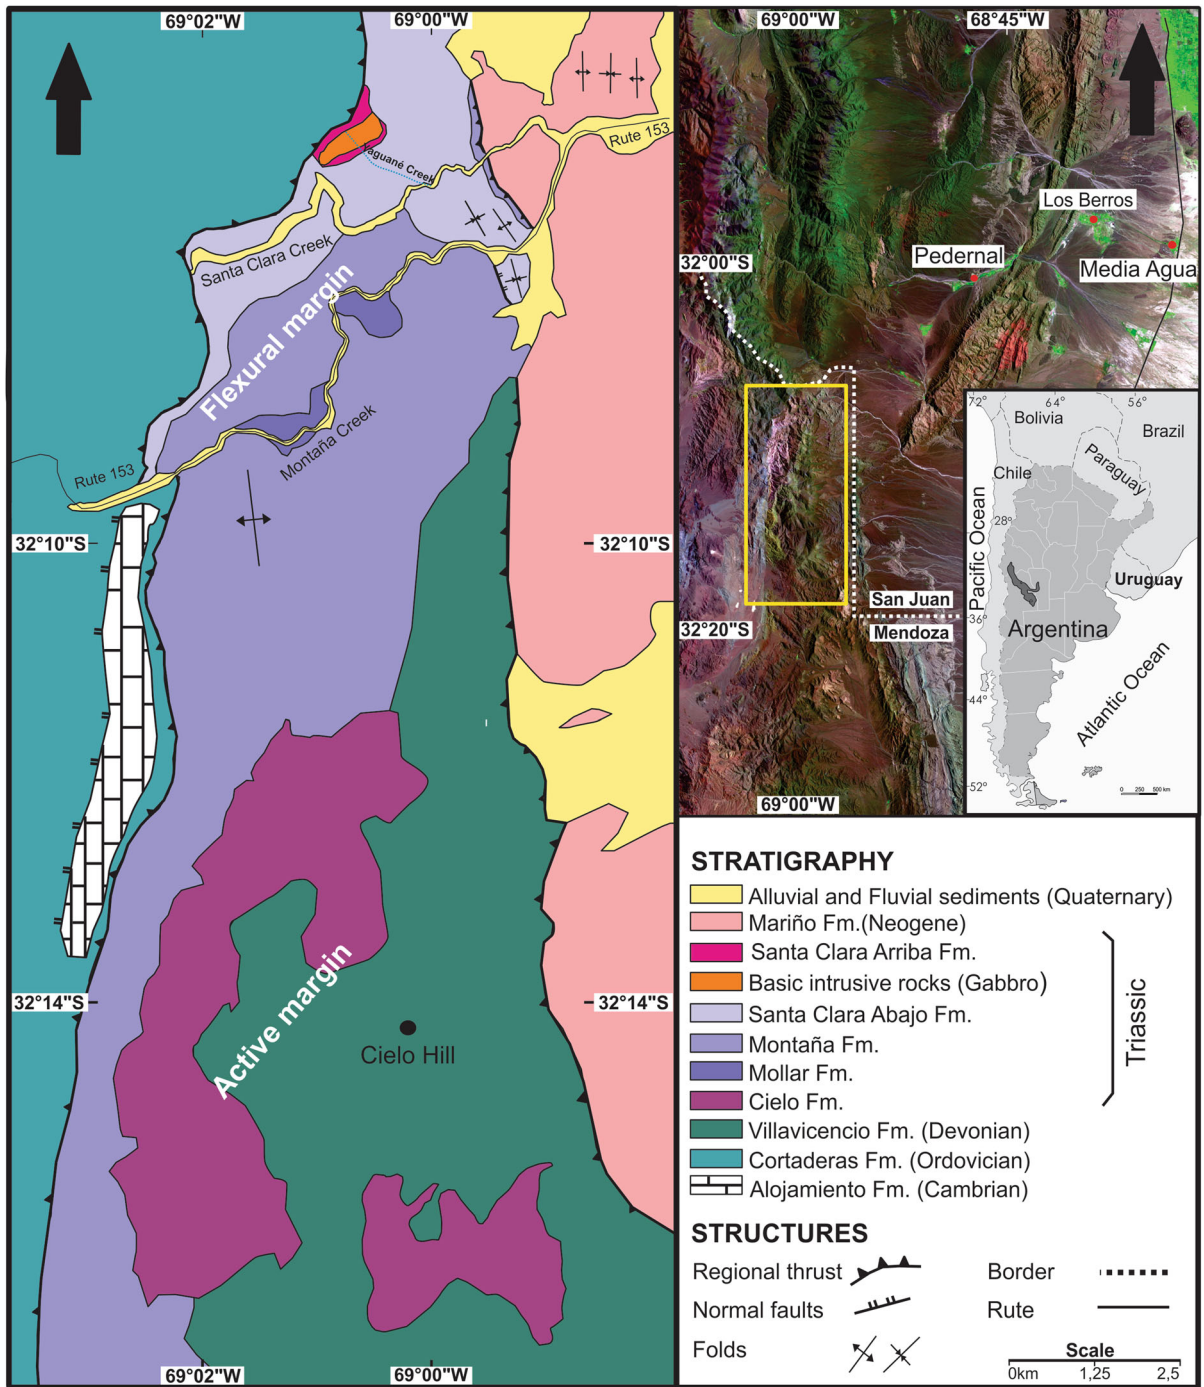 69°02"W
69°00"W
Rute 153
Yaguané Creek
Santa Clara Creek
Flexural margin
Montaña Creek
Rute 153
32°10"S
32°10"S
32°14"S
32°14"S
Active margin
Cielo Hill
69°02"W
69°00"W
69°00"W
68°45"W
Los Berros
32°00"S
Pedernal
Media Agua
San Juan
32°20"S
Mendoza
69°00"W
72°
64°
56°
Bolivia
Brazil
Paraguay
Chile
28°
Pacific Ocean
Uruguay
36°
Argentina
44°
Atlantic Ocean
52°
0 250 500 km
STRATIGRAPHY
Alluvial and Fluvial sediments (Quaternary)
Mariño Fm.(Neogene)
Santa Clara Arriba Fm.
Basic intrusive rocks (Gabbro)
Santa Clara Abajo Fm.
Montaña Fm.
Mollar Fm.
Cielo Fm.
Triassic
Villavicencio Fm. (Devonian)
Cortaderas Fm. (Ordovician)
Alojamiento Fm. (Cambrian)
STRUCTURES
Regional thrust
Border
Normal faults
Rute
Folds
Scale
0km 1,25 2,5